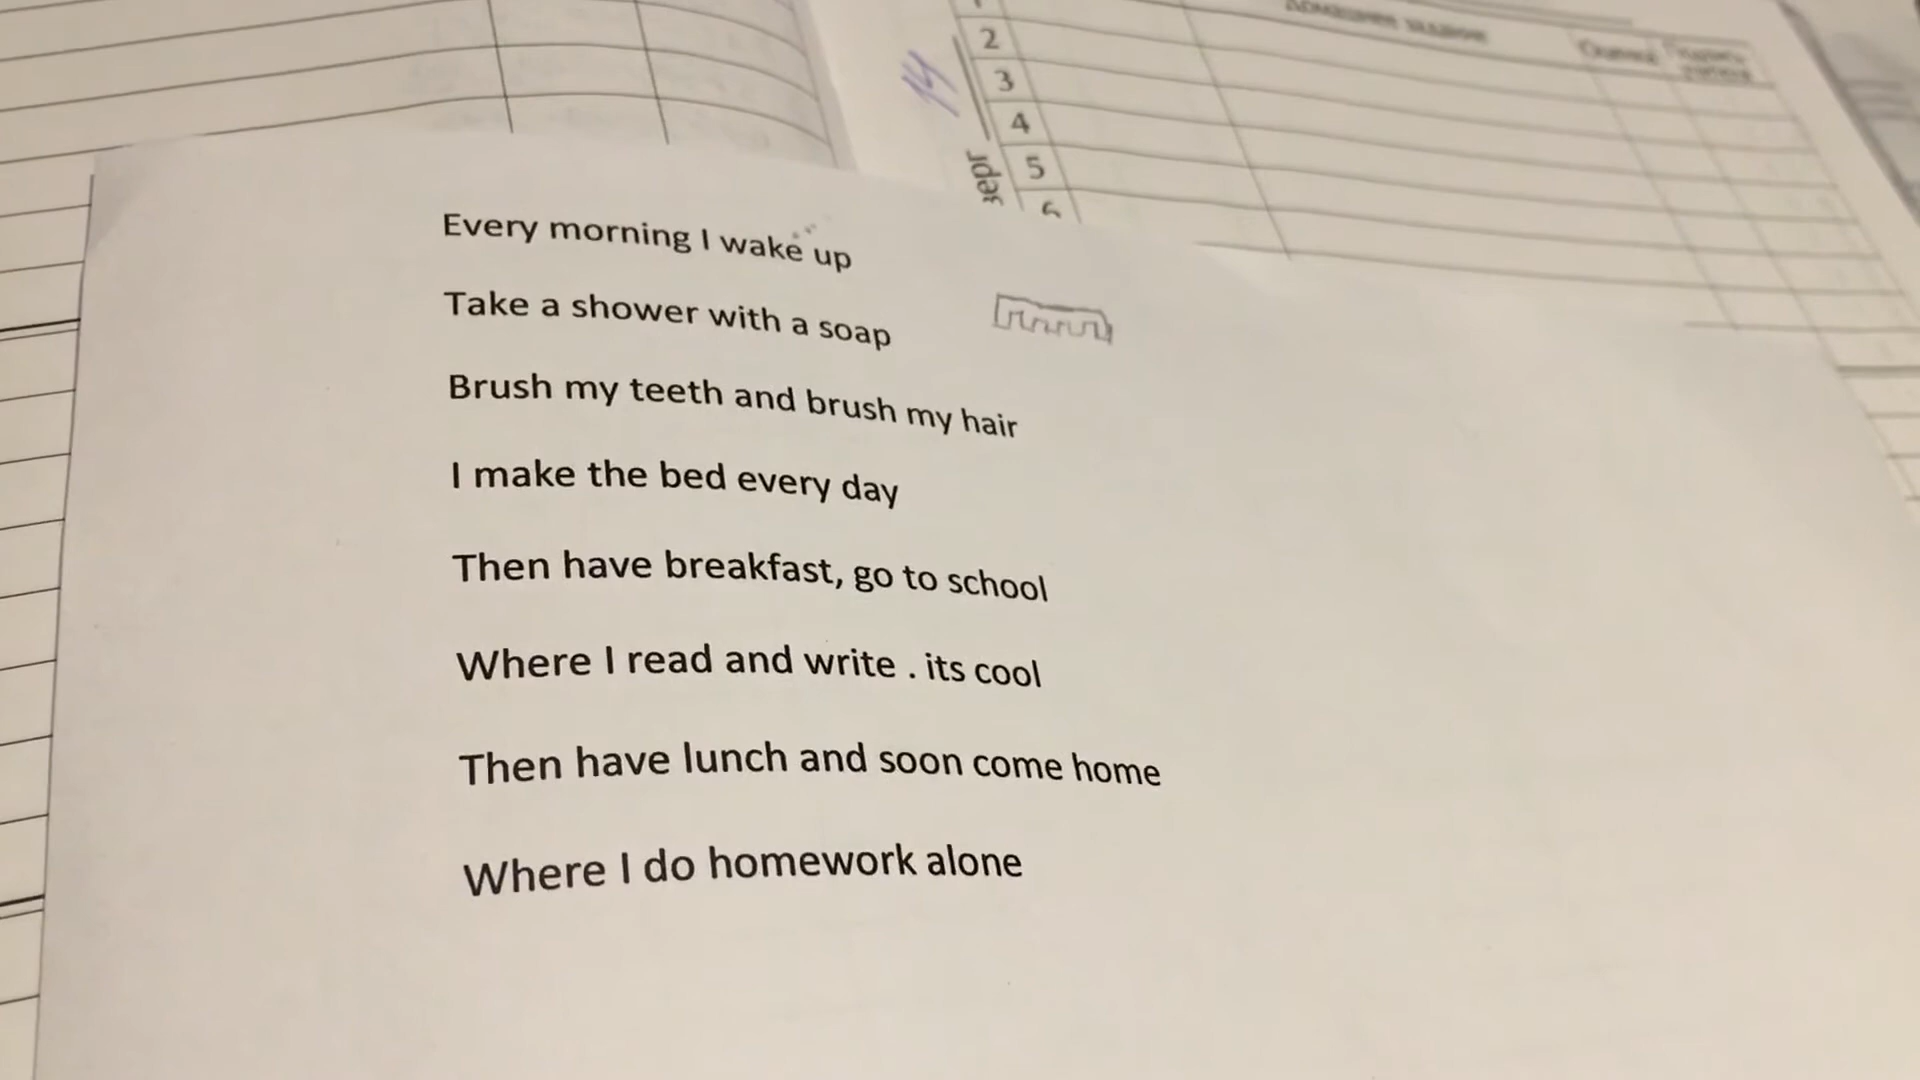 2
3
4
5
Every morning I wake up
Take a shower with a soap
Brush my teeth and brush my hair
I make the bed every day
Then have breakfast, go to school
Where I read and write . its cool
Then have lunch and soon come home
Where I do homework alone